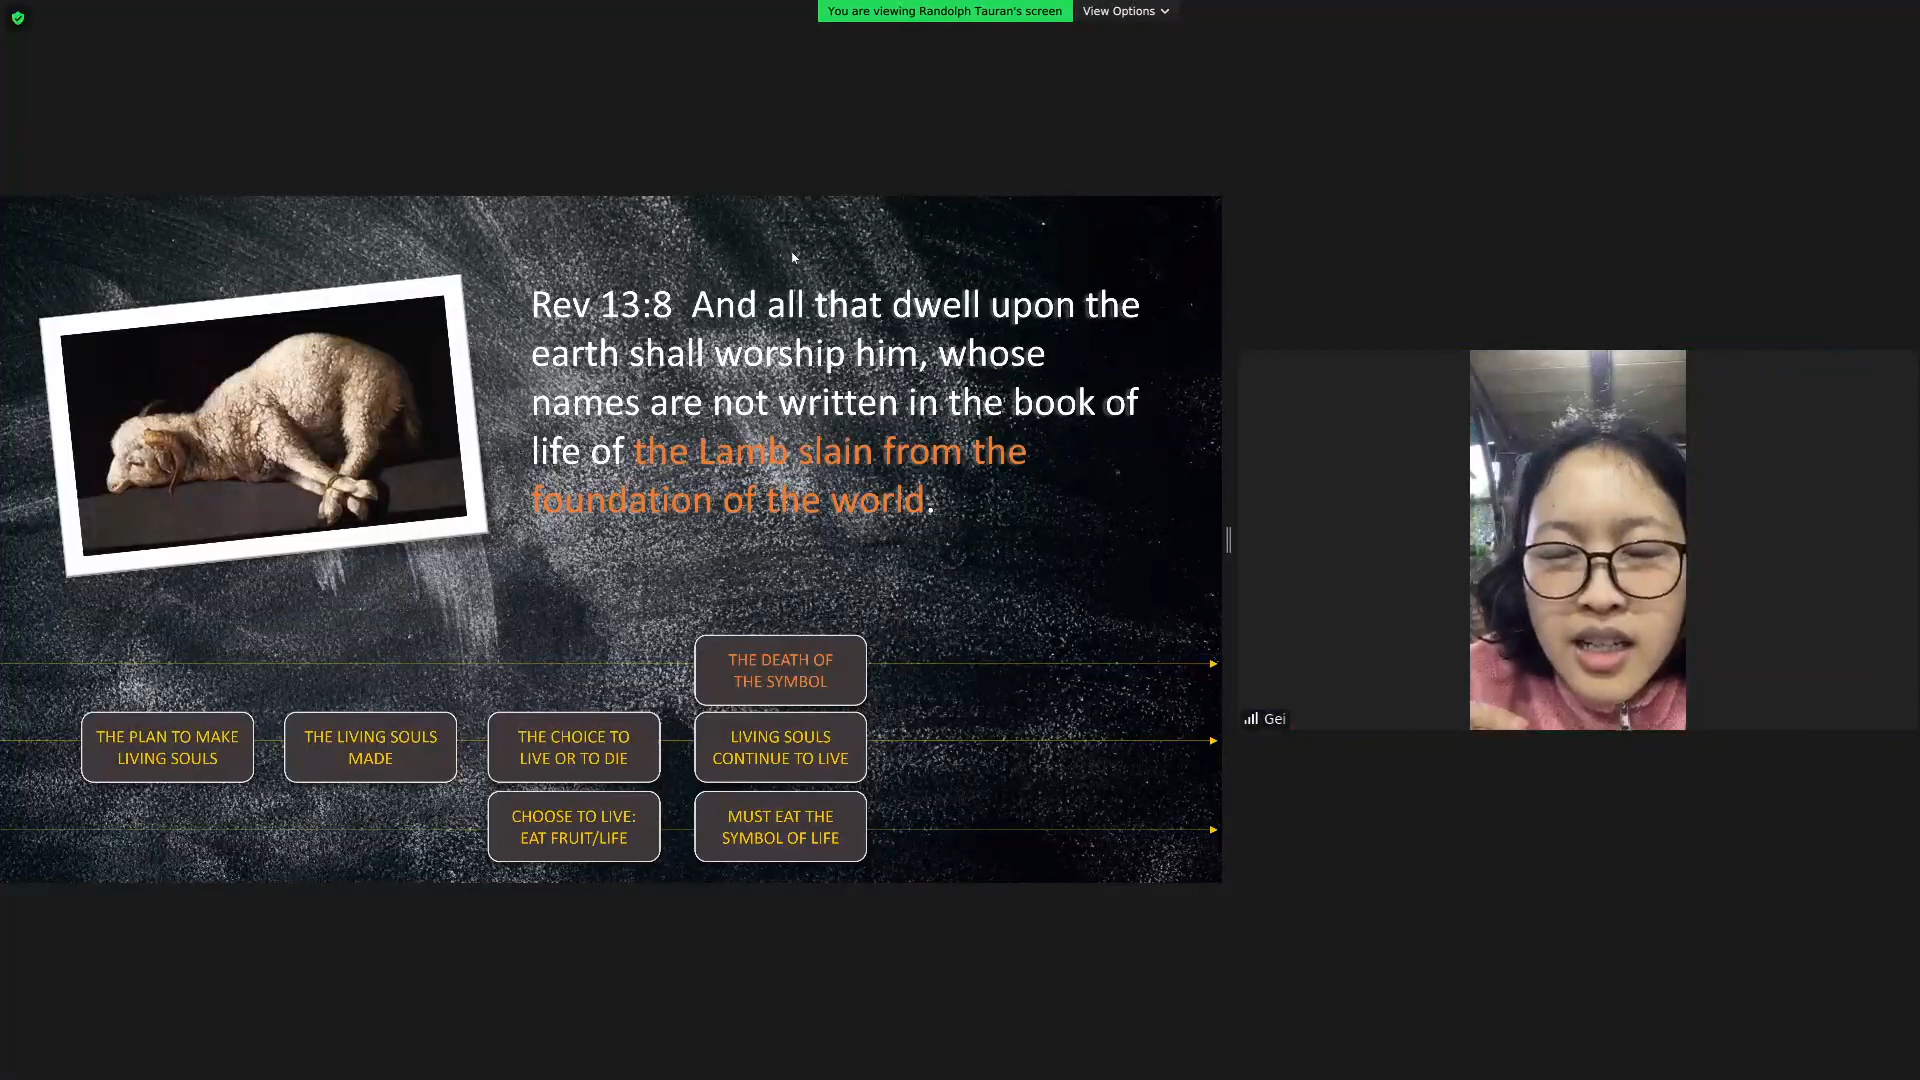 You are viewing Randolph Tauran's screen
View Options
Rev 13:8  And all that dwell upon the
earth shall worship him, whose
names are not written in the book of
life of the Lamb slain from the
foundation of the world.
THE DEATH OF
THE SYMBOL
THE PLAN TO MAKE
LIVING SOULS
THE LIVING SOULS
MADE
THE CHOICE TO
LIVE OR TO DIE
LIVING SOULS
CONTINUE TO LIVE
CHOOSE TO LIVE:
EAT FRUIT/LIFE
MUST EAT THE
SYMBOL OF LIFE
Gei